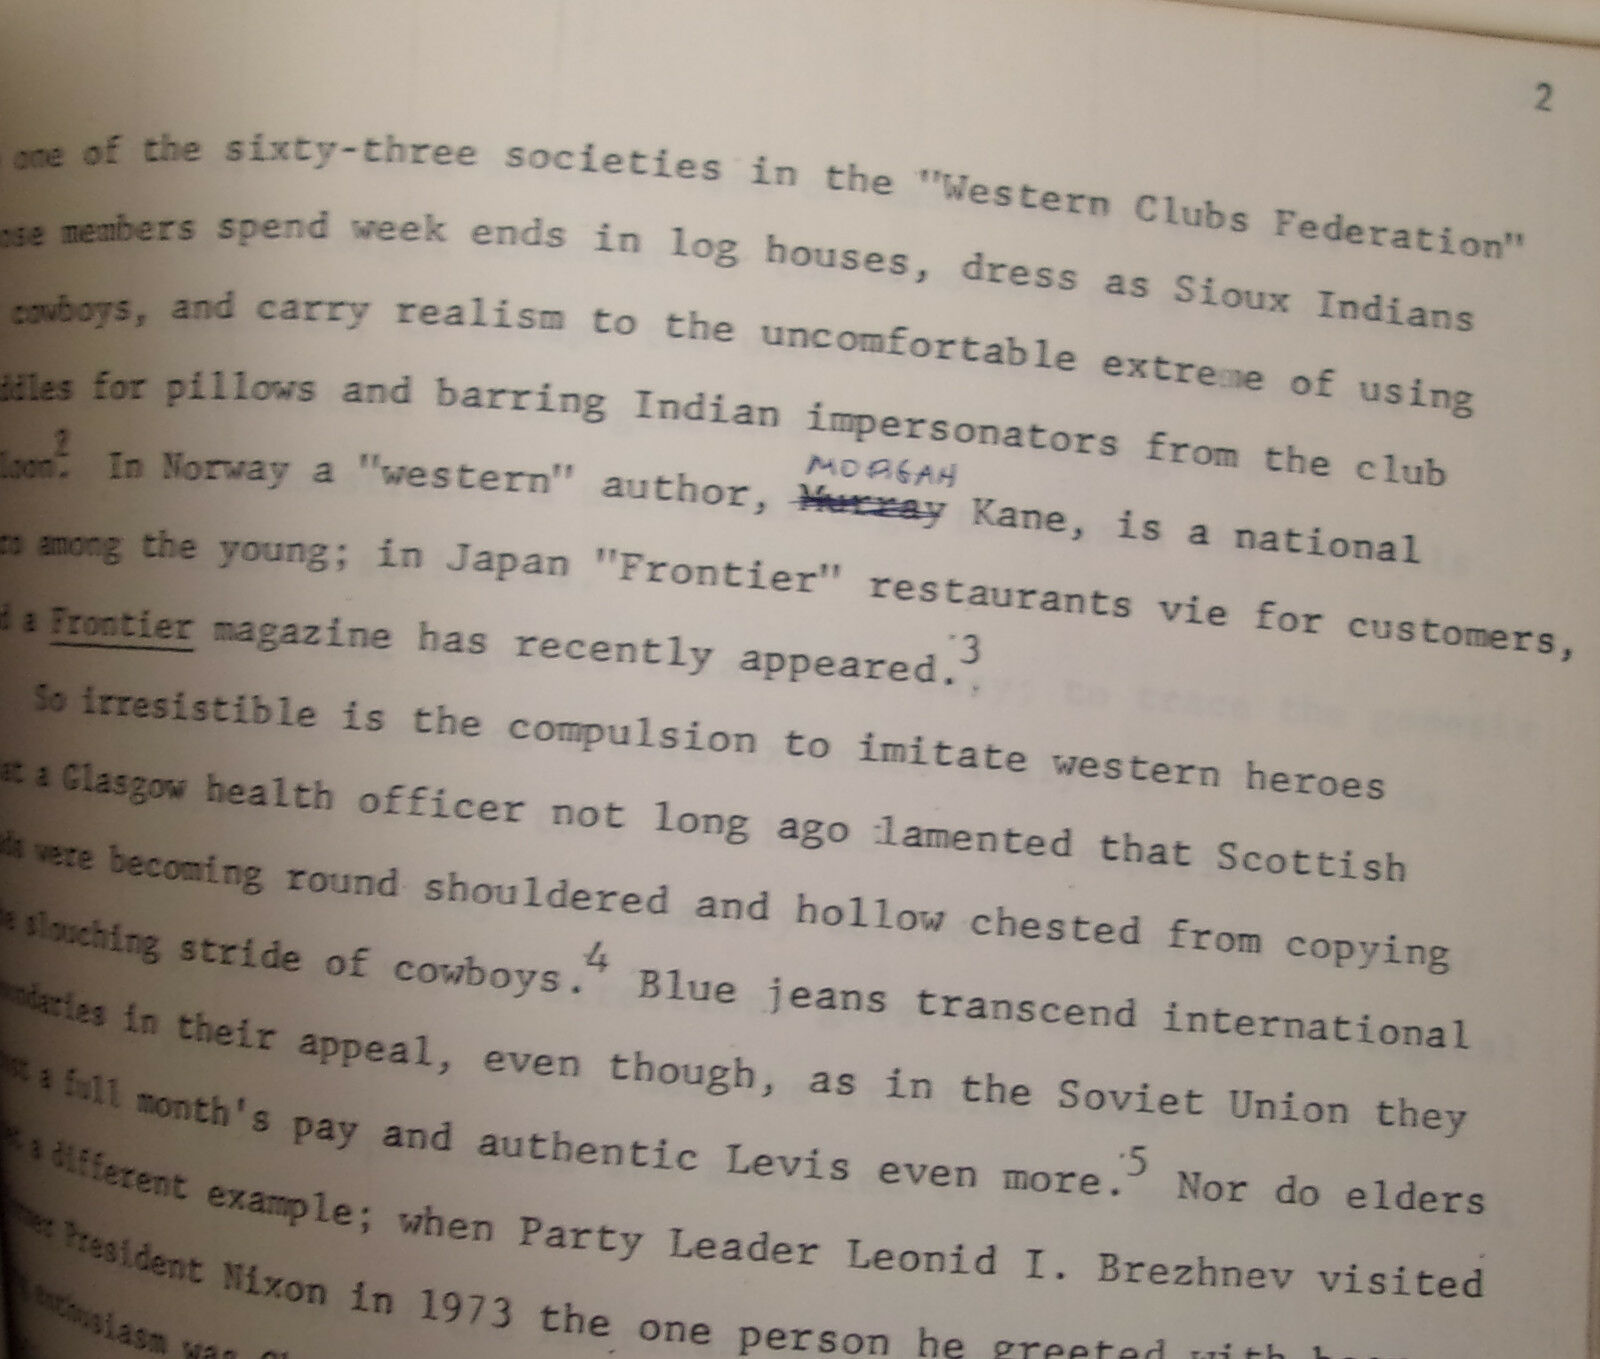 2
one of the sixty-three societies in the "Western Clubs Federation"
members spend week ends in log houses, dress as Sioux Indians
cowboys, and carry realism to the uncomfortable extreme of using
ddles for pillows and barring Indian impersonators from the club
loon.2 In Norway a "western" author, Murray MORGAN Kane, is a national
among the young; in Japan "Frontier" restaurants vie for customers,
a Frontier magazine has recently appeared.3
So irresistible is the compulsion to imitate western heroes
at a Glasgow health officer not long ago lamented that Scottish
were becoming round shouldered and hollow chested from copying
slouching stride of cowboys.4 Blue jeans transcend international
undaries in their appeal, even though, as in the Soviet Union they
a full month's pay and authentic Levis even more.5 Nor do elders
a different example; when Party Leader Leonid I. Brezhnev visited
President Nixon in 1973 the one person he greeted with
enthusiasm was